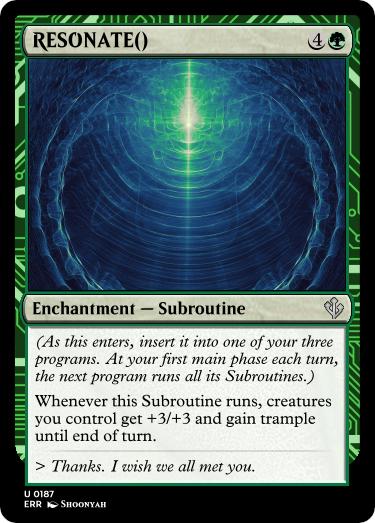 RESONATE() 4
Enchantment — Subroutine
(As this enters, insert it into one of your three
programs. At your first main phase each turn,
the next program runs all its Subroutines.)
Whenever this Subroutine runs, creatures
you control get +3/+3 and gain trample
until end of turn.
> Thanks. I wish we all met you.
U 0187
ERR SHOONYAH